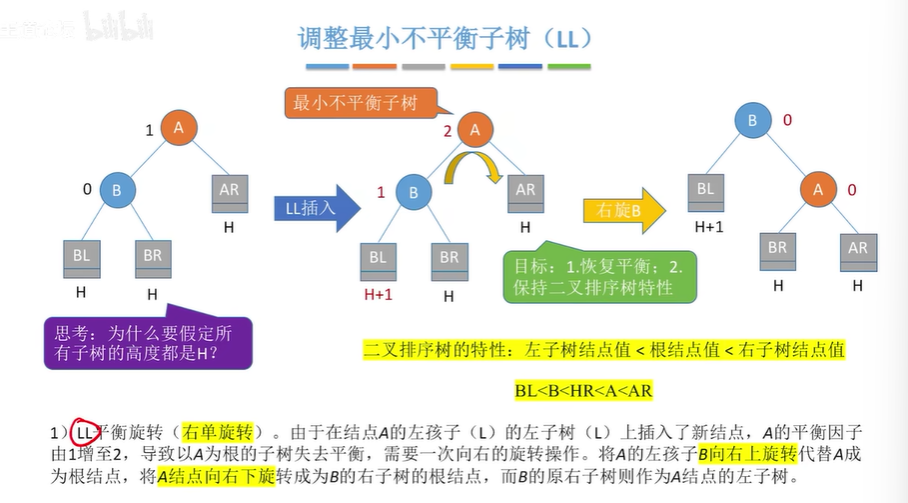 bilibili
调整最小不平衡子树（LL）
最小不平衡子树
1 A
0 B
AR
H
BL
BR
H
H
LL插入
2 A
1 B
AR
H
BL
BR
H+1
H
右旋B
B 0
BL
H+1
A 0
BR
AR
H
H
目标：1.恢复平衡；2.
保持二叉排序树特性
思考：为什么要假定所
有子树的高度都是H？
二叉排序树的特性：左子树结点值 < 根结点值 < 右子树结点值
BL<B<HR<A<AR
1）LL平衡旋转（右单旋转）。由于在结点A的左孩子（L）的左子树（L）上插入了新结点，A的平衡因子
由1增至2，导致以A为根的子树失去平衡，需要一次向右的旋转操作。将A的左孩子B向右上旋转代替A成
为根结点，将A结点向右下旋转成为B的右子树的根结点，而B的原右子树则作为A结点的左子树。